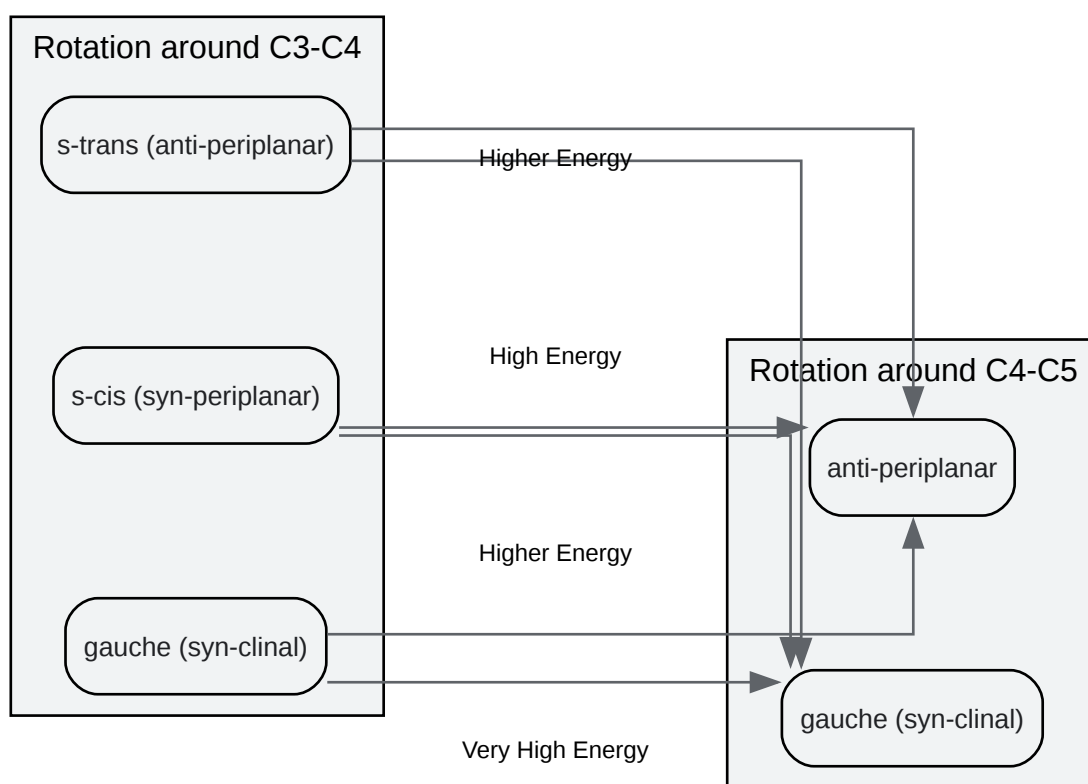 Rotation around C3-C4
s-trans (anti-periplanar)
Higher Energy
High Energy
Rotation around C4-C5
s-cis (syn-periplanar)
anti-periplanar
Higher Energy
gauche (syn-clinal)
gauche (syn-clinal)
Very High Energy